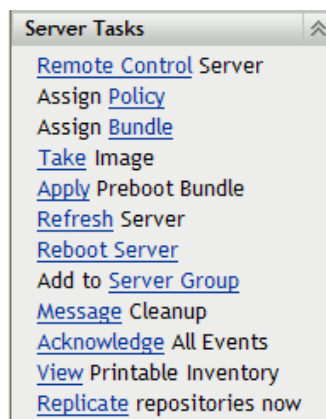 Server Tasks
Remote Control Server
Assign Policy
Assign Bundle
Take Image
Apply Preboot Bundle
Refresh Server
Reboot Server
Add to Server Group
Message Cleanup
Acknowledge All Events
View Printable Inventory
Replicate repositories now